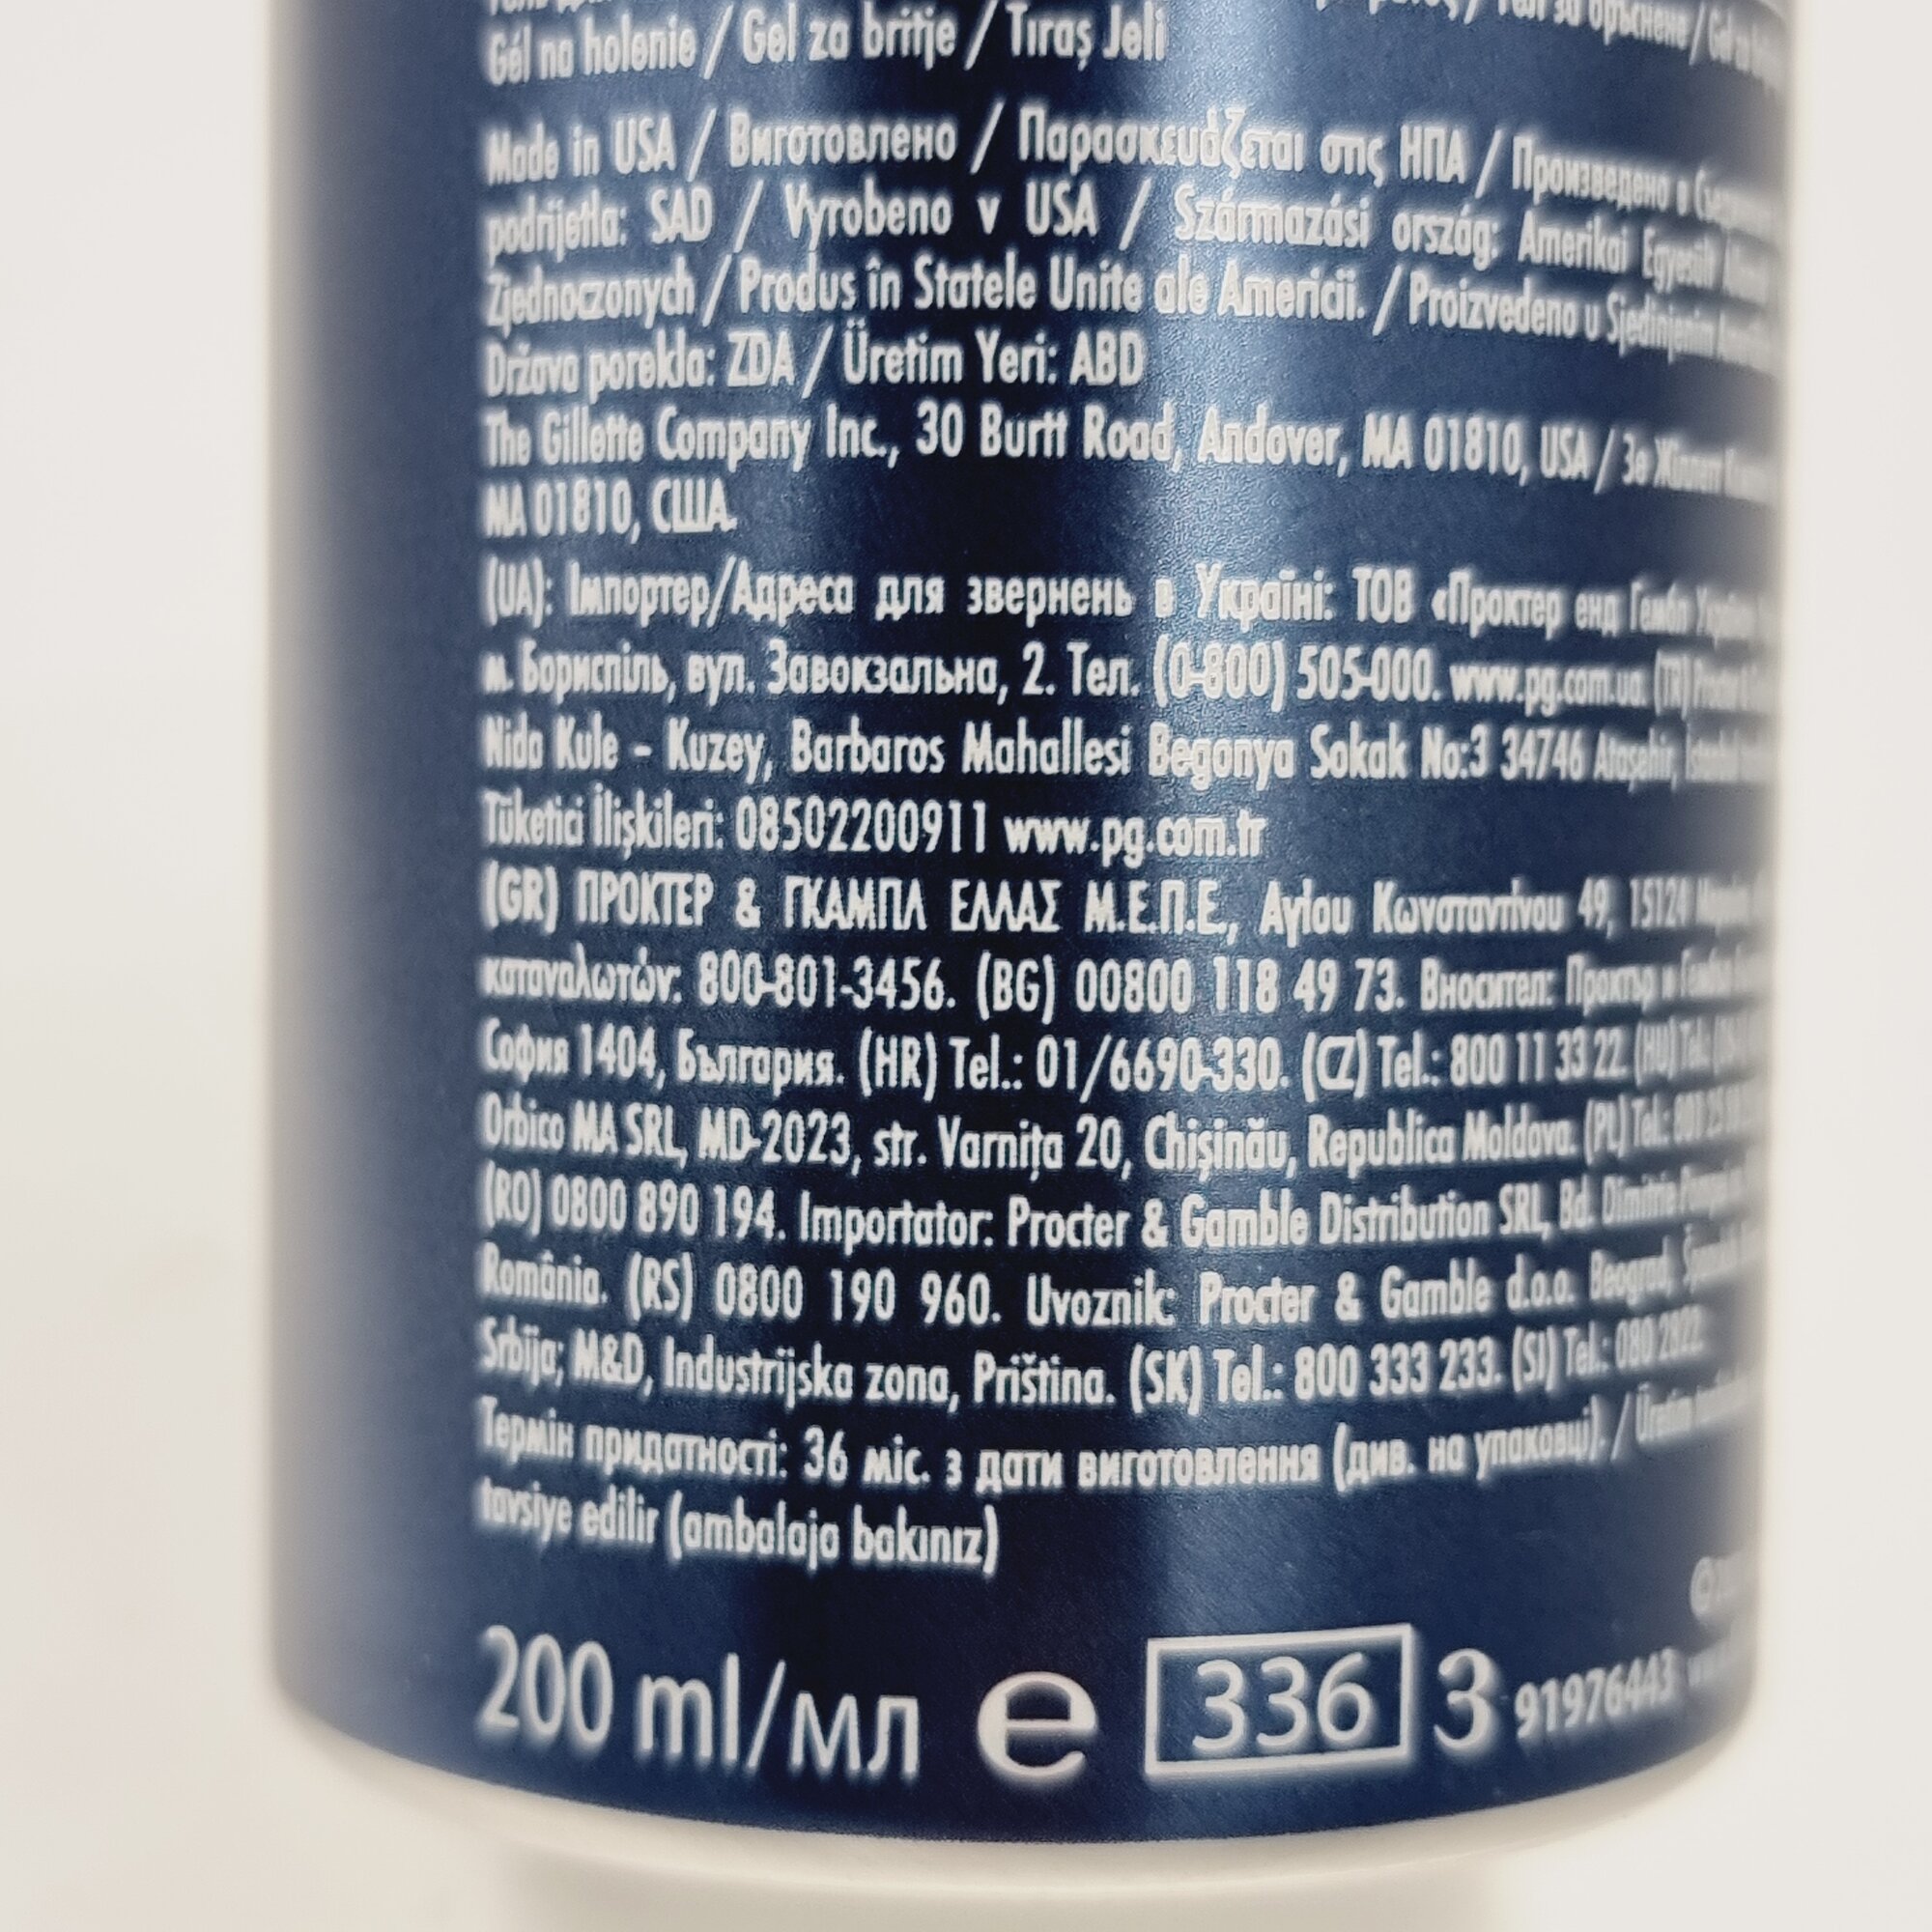 Gél na holenie / Gel za britje / Tıraş Jeli
Made in USA / Виготовлено / Παρασκευάζεται στις ΗΠΑ / Произведено в
podrijetla: SAD / Vyrobeno v USA / Származási ország: Amerikai Egyesült
Zjednoczonych / Produs în Statele Unite ale Americii. / Proizvedeno u Sjedinjenim
Država porekla: ZDA / Üretim Yeri: ABD
The Gillette Company Inc., 30 Burtt Road, Andover, MA 01810, USA / Зе Жіллетт
MA 01810, США.
(UA): Імпортер/Адреса для звернень в Україні: ТОВ «Проктер енд Гембл
м. Бориспіль, вул. Завокзальна, 2. Тел. (0-800) 505-000. www.pg.com.ua. (TR)
Nida Kule – Kuzey, Barbaros Mahallesi Begonya Sokak No:3 34746 Ataşehir, İstanbul
Tüketici İlişkileri: 08502200911 www.pg.com.tr
(GR) ΠΡΟΚΤΕΡ & ΓΚΑΜΠΛ ΕΛΛΑΣ Μ.Ε.Π.Ε., Αγίου Κωνσταντίνου 49, 15124
καταναλωτών: 800-801-3456. (BG) 00800 118 49 73. Вносител: Проктър и Гембъл
София 1404, България. (HR) Tel.: 01/6690-330. (CZ) Tel.: 800 11 33 22. (HU) Tel.:
Orbico MA SRL, MD-2023, str. Varnița 20, Chișinău, Republica Moldova. (PL) Tel.:
(RO) 0800 890 194. Importator: Procter & Gamble Distribution SRL, Bd. Dimitrie
România. (RS) 0800 190 960. Uvoznik: Procter & Gamble d.o.o. Beograd,
Srbija; M&D, Industrijska zona, Priština. (SK) Tel.: 800 333 233. (SI) Tel.: 080 2822.
Термін придатності: 36 міс. з дати виготовлення (див. на упаковці). / Üretim
tavsiye edilir (ambalaja bakınız)
200 ml/мл e 336 3 91976443